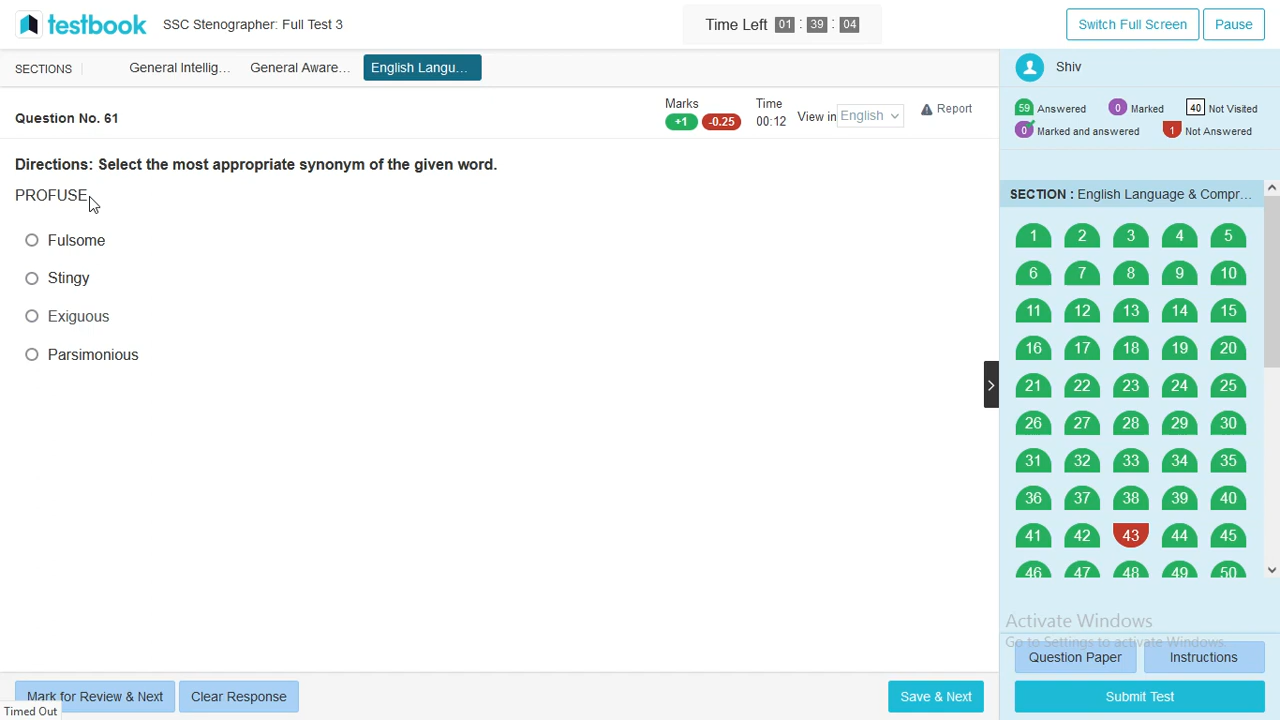 testbook SSC Stenographer: Full Test 3 Time Left 01 : 39 : 04 Switch Full Screen Pause
SECTIONS General Intellig... General Aware... English Langu... Shiv
Question No. 61 Marks +1 -0.25 Time 00:12 View in English Report
59 Answered 0 Marked 40 Not Visited
0 Marked and answered 1 Not Answered
Directions: Select the most appropriate synonym of the given word.
PROFUSE
Fulsome
Stingy
Exiguous
Parsimonious
SECTION : English Language & Compr...
1 2 3 4 5
6 7 8 9 10
11 12 13 14 15
16 17 18 19 20
21 22 23 24 25
26 27 28 29 30
31 32 33 34 35
36 37 38 39 40
41 42 43 44 45
46 47 48 49 50
Activate Windows
Go to Settings to activate Windows.
Question Paper Instructions
Mark for Review & Next Clear Response Save & Next Submit Test
Timed Out